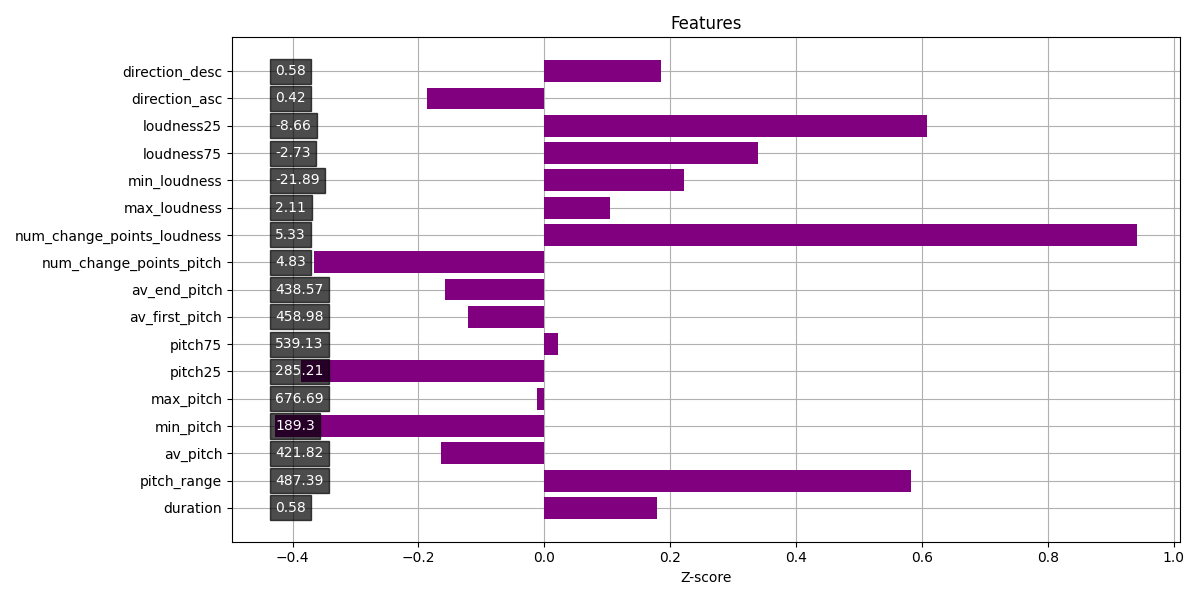 Features
direction_desc 0.58
direction_asc 0.42
loudness25 -8.66
loudness75 -2.73
min_loudness -21.89
max_loudness 2.11
num_change_points_loudness 5.33
num_change_points_pitch 4.83
av_end_pitch 438.57
av_first_pitch 458.98
pitch75 539.13
pitch25 285.21
max_pitch 676.69
min_pitch 189.3
av_pitch 421.82
pitch_range 487.39
duration 0.58
−0.4 −0.2 0.0 0.2 0.4 0.6 0.8 1.0
Z-score